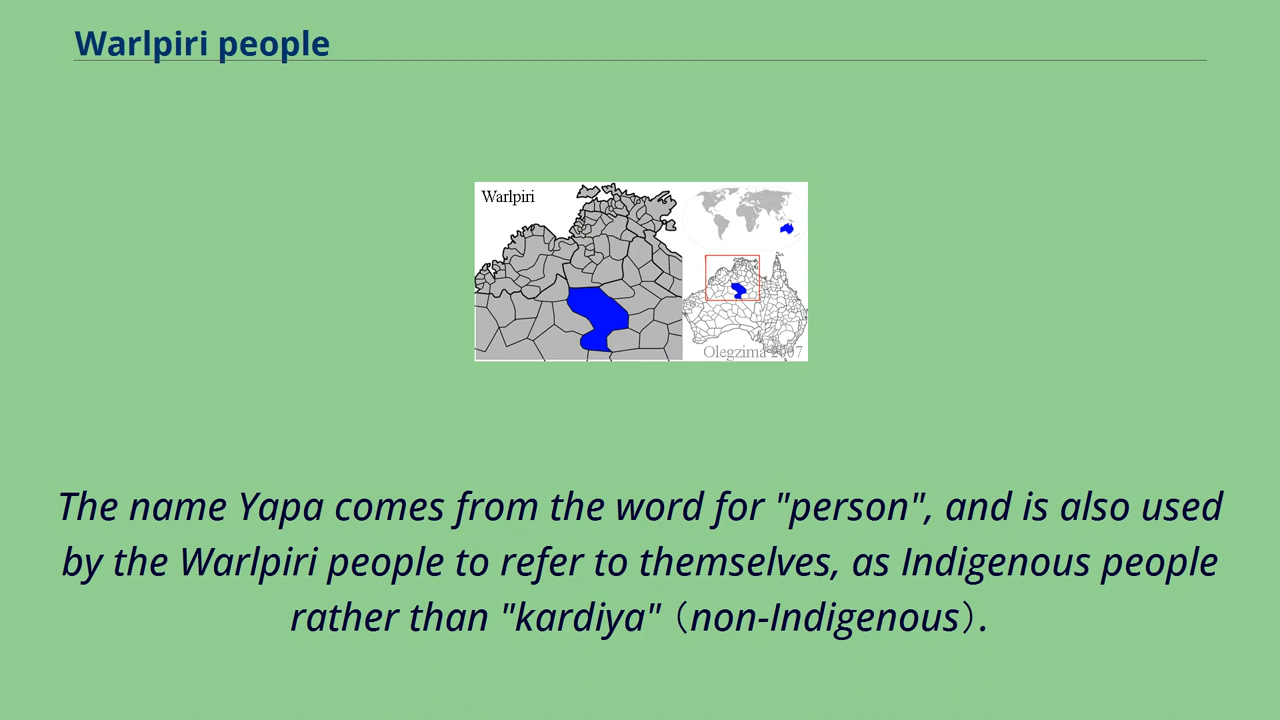 Warlpiri people
Warlpiri
Olegzima 2007
The name Yapa comes from the word for "person", and is also used
by the Warlpiri people to refer to themselves, as Indigenous people
rather than "kardiya"（non-Indigenous）.